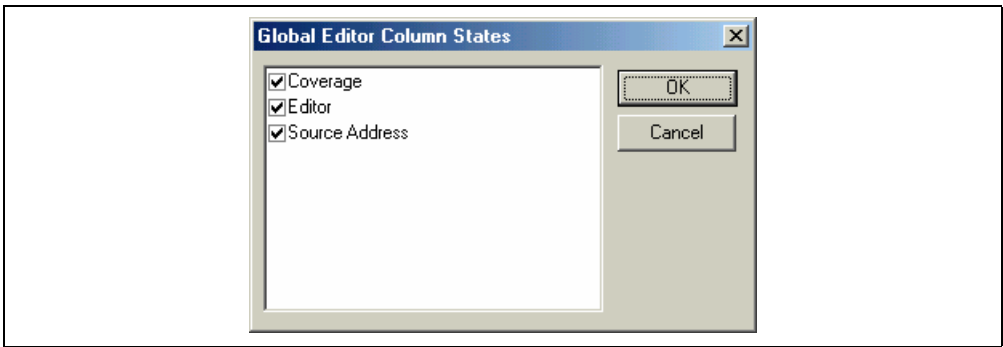 Global Editor Column States
Coverage
Editor
Source Address
OK
Cancel